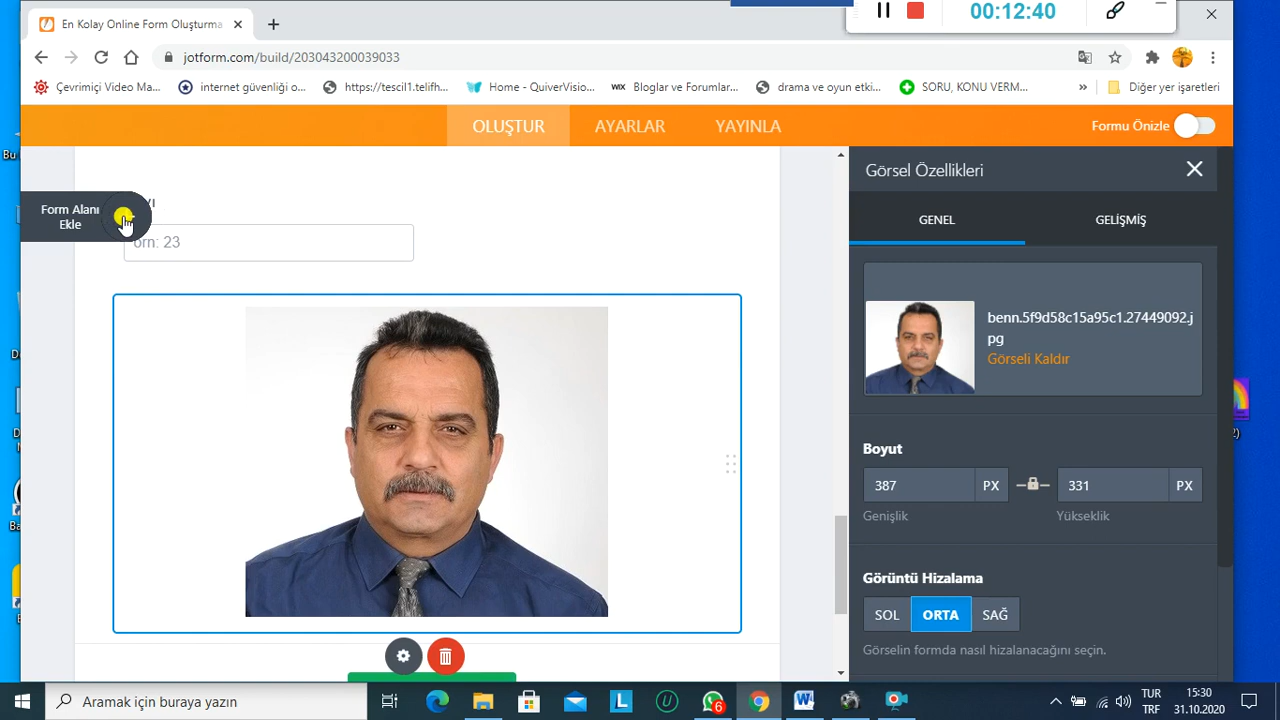 00:12:40
En Kolay Online Form Oluşturma
jotform.com/build/203043200039033
Çevrimiçi Video Ma...
internet güvenliği o...
https://tescil1.telifh...
Home - QuiverVisio...
WIX
Bloglar ve Forumlar...
drama ve oyun etki...
SORU, KONU VERM...
»
Diğer yer işaretleri
OLUŞTUR
AYARLAR
YAYINLA
Formu Önizle
Bu
Form Alanı
Ekle
örn: 23
Görsel Özellikleri
GENEL
GELİŞMİŞ
benn.5f9d58c15a95c1.27449092.j
pg
Görseli Kaldır
Boyut
387
PX
331
PX
Genişlik
Yükseklik
Görüntü Hizalama
SOL
ORTA
SAĞ
Görselin formda nasıl hizalanacağını seçin.
Aramak için buraya yazın
6
TUR
TRF
15:30
31.10.2020